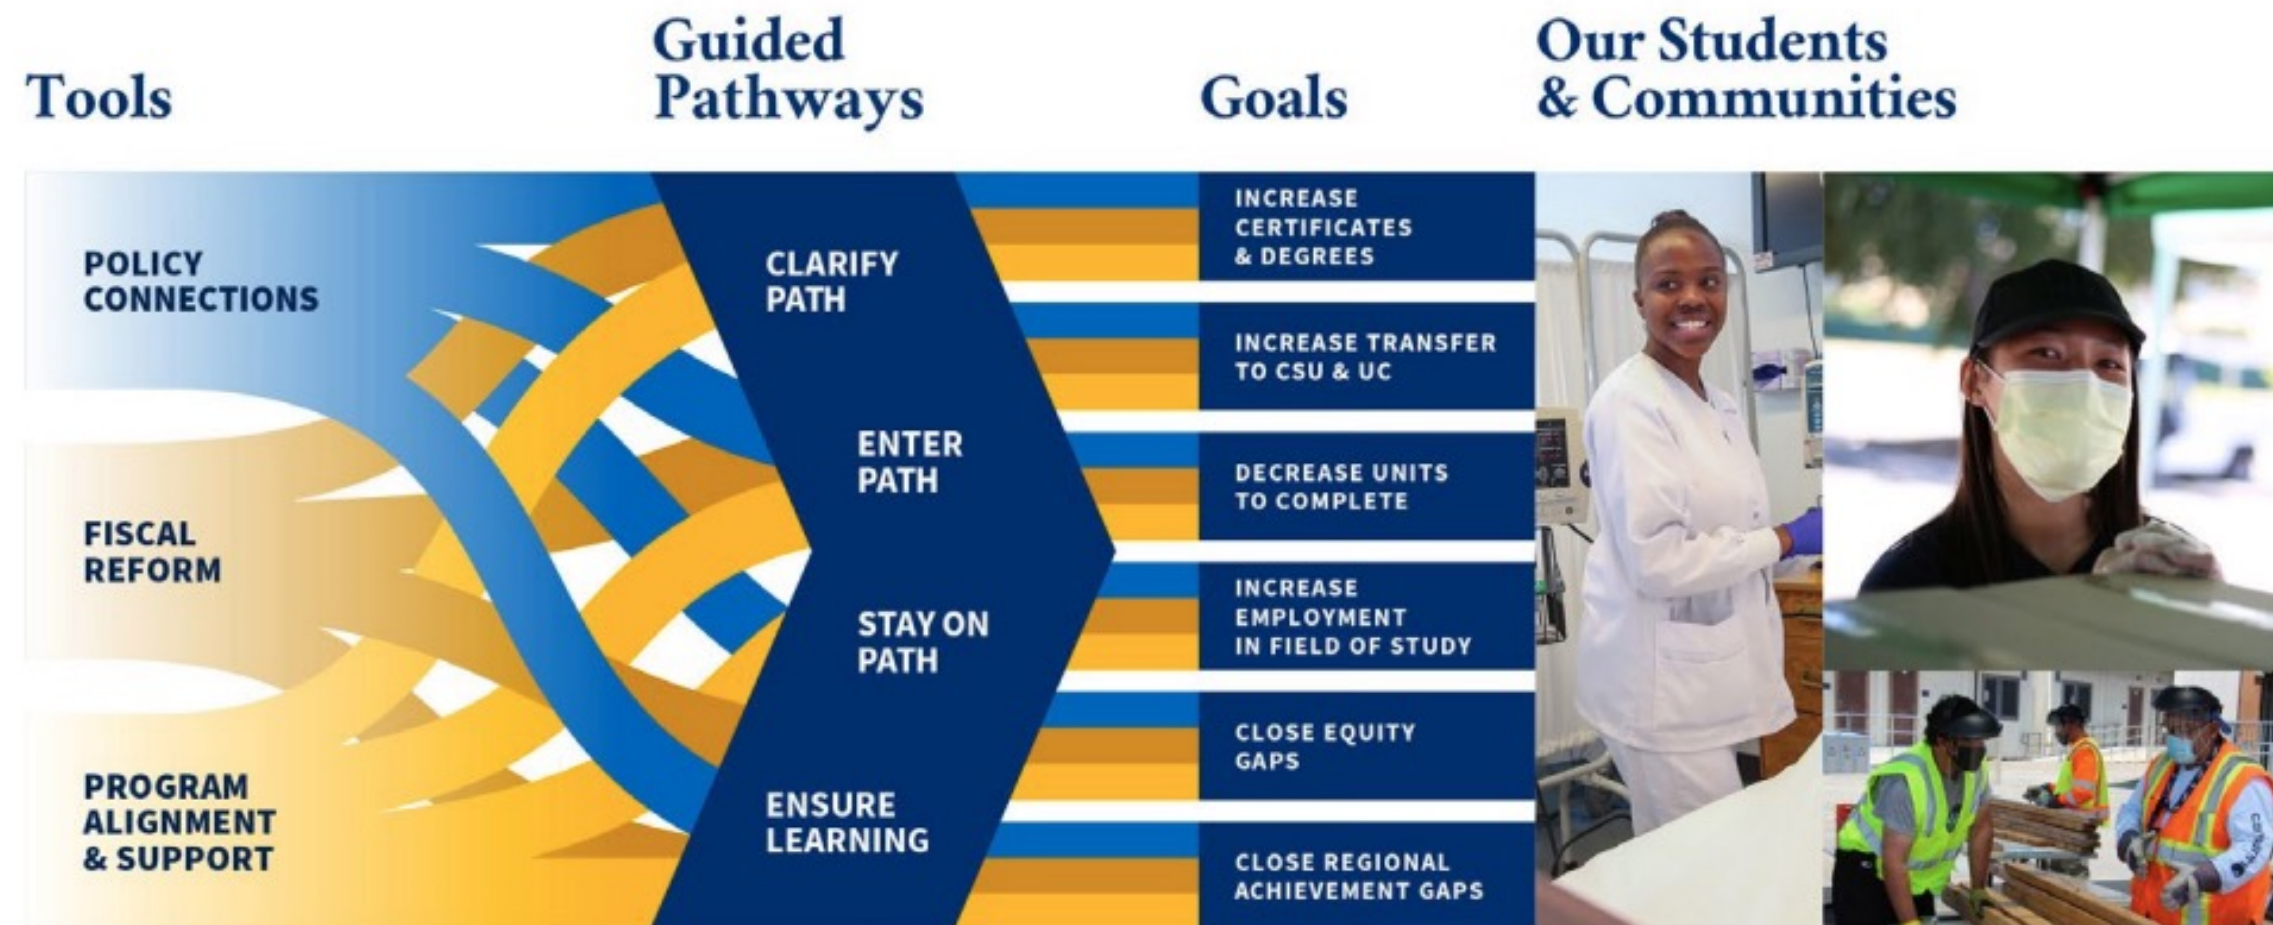 Tools
Guided
Pathways
Goals
Our Students
& Communities
POLICY
CONNECTIONS
FISCAL
REFORM
PROGRAM
ALIGNMENT
& SUPPORT
CLARIFY
PATH
ENTER
PATH
STAY ON
PATH
ENSURE
LEARNING
INCREASE
CERTIFICATES
& DEGREES
INCREASE TRANSFER
TO CSU & UC
DECREASE UNITS
TO COMPLETE
INCREASE
EMPLOYMENT
IN FIELD OF STUDY
CLOSE EQUITY
GAPS
CLOSE REGIONAL
ACHIEVEMENT GAPS